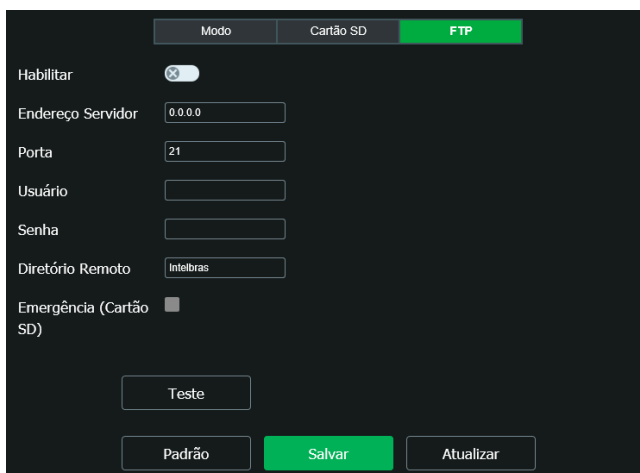 Modo Cartão SD FTP
Habilitar
Endereço Servidor 0.0.0.0
Porta 21
Usuário
Senha
Diretório Remoto Intelbras
Emergência (Cartão
SD)
Teste
Padrão Salvar Atualizar